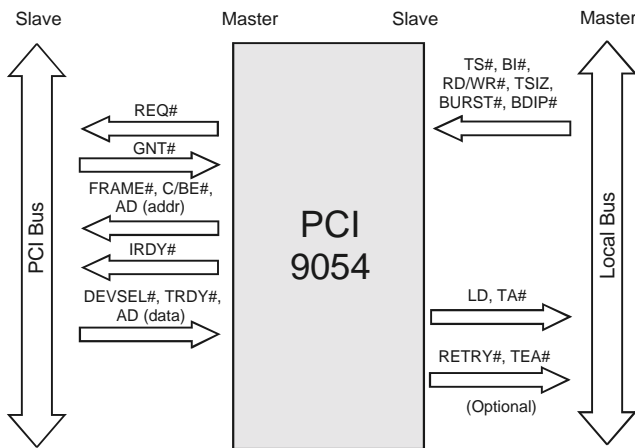 Slave
Master
Slave
Master
TS#, BI#,
RD/WR#, TSIZ,
BURST#, BDIP#
REQ#
GNT#
FRAME#, C/BE#,
AD (addr)
IRDY#
DEVSEL#, TRDY#,
AD (data)
PCI Bus
PCI
9054
Local Bus
LD, TA#
RETRY#, TEA#
(Optional)